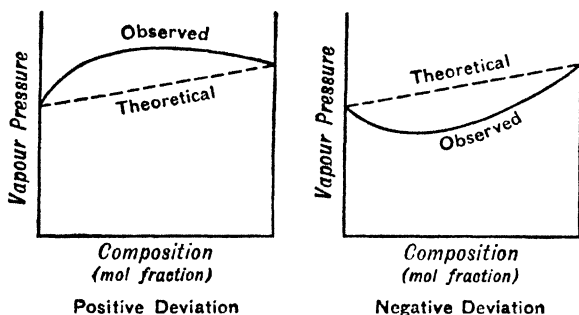 Observed
Theoretical
Vapour Pressure
Composition
(mol fraction)
Positive Deviation
Theoretical
Observed
Vapour Pressure
Composition
(mol fraction)
Negative Deviation